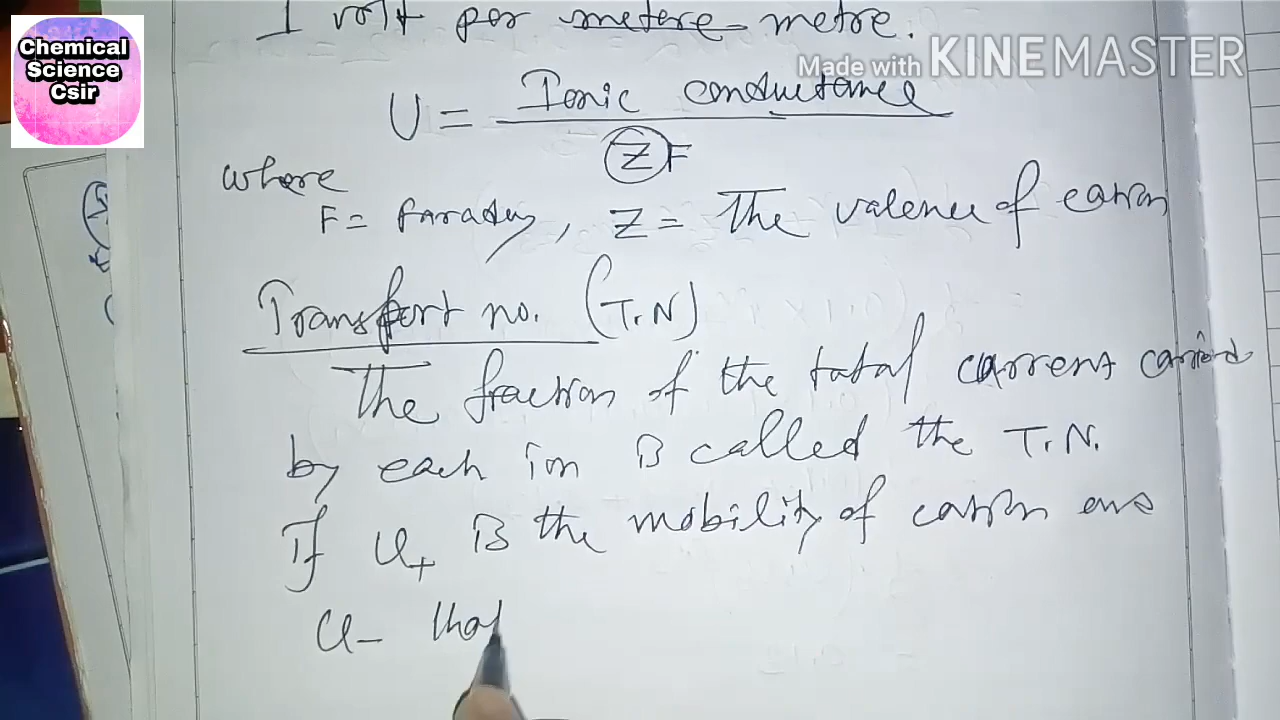 1 volt per metere metre.
Chemical
Science
Csir
Made with KINEMASTER
U = Ionic conductance
ZF
where
F = faraday, Z = The valence of cation
Transport no. (T.N)
The fraction of the total current carried
by each ion is called the T.N.
If U+ is the mobility of cation and
U- that